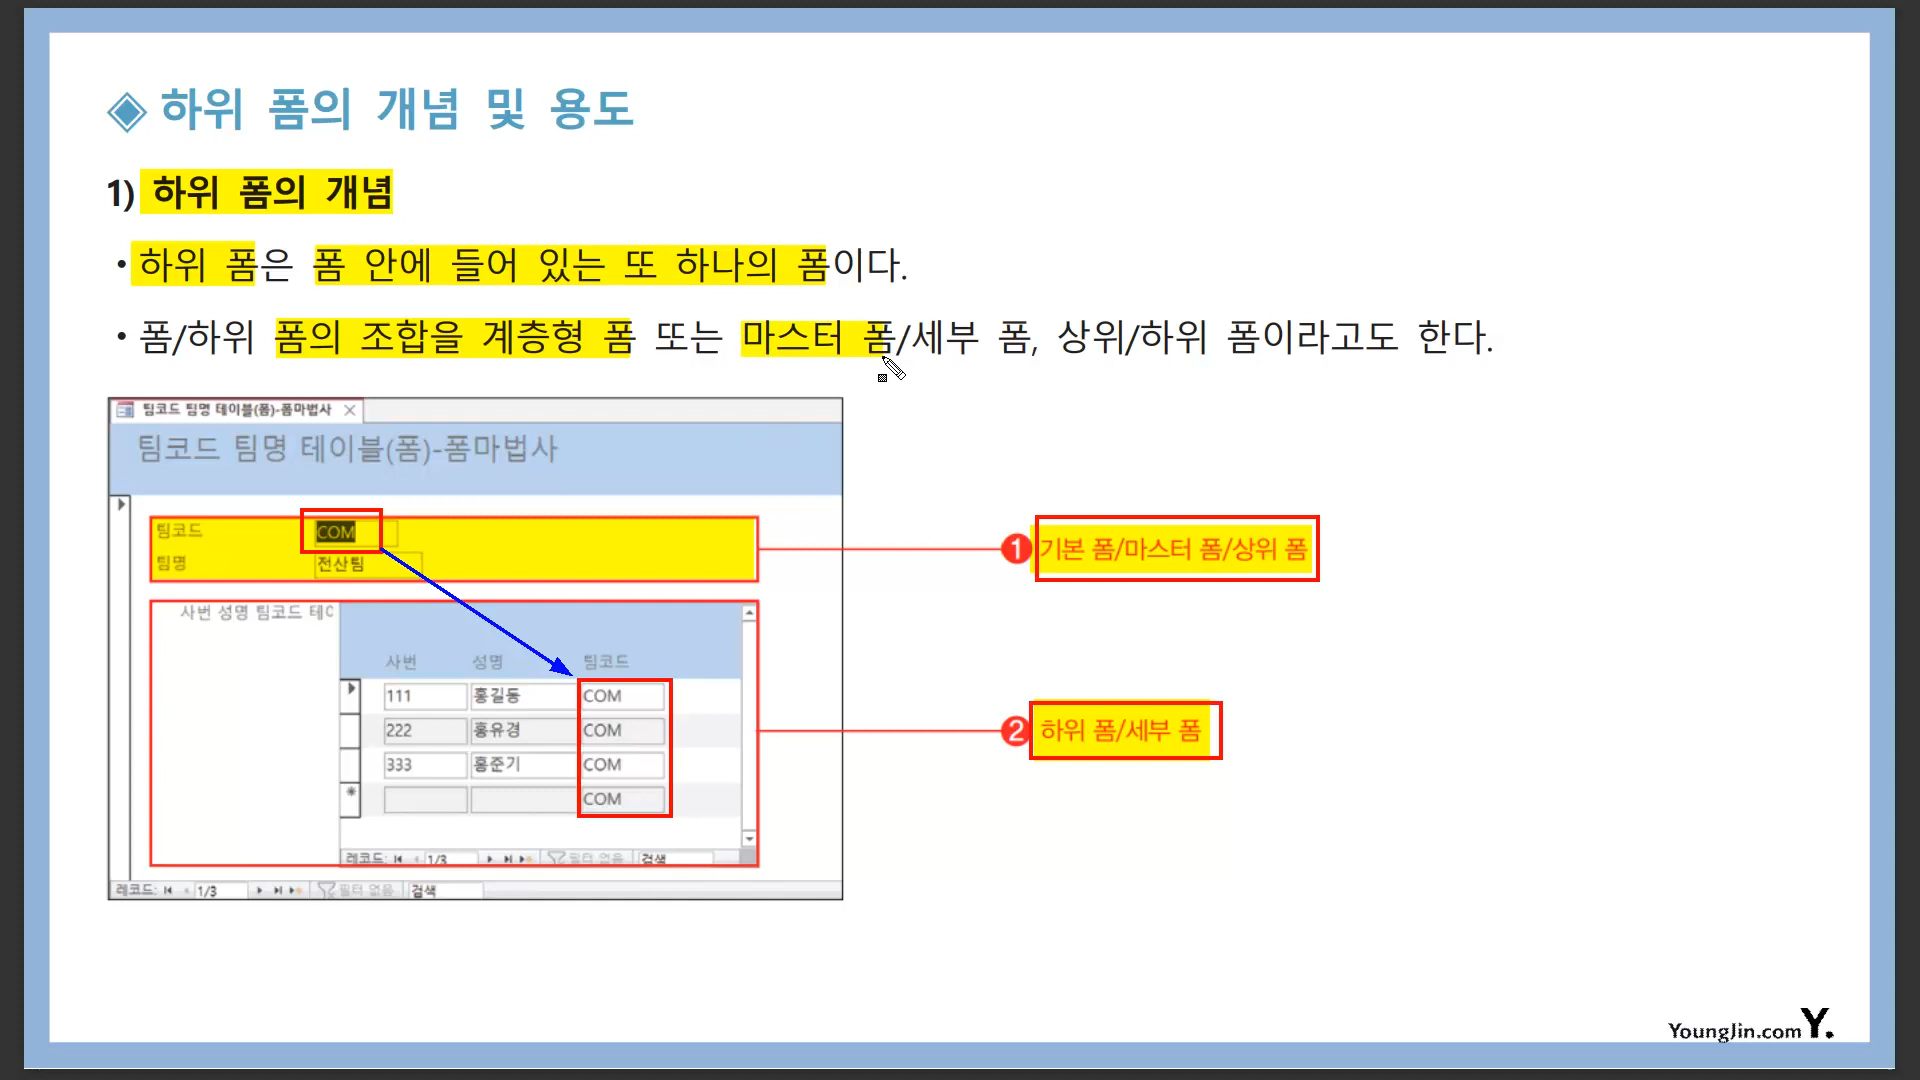 하위 폼의 개념 및 용도
1) 하위 폼의 개념
• 하위 폼은 폼 안에 들어 있는 또 하나의 폼이다.
• 폼/하위 폼의 조합을 계층형 폼 또는 마스터 폼/세부 폼, 상위/하위 폼이라고도 한다.
팀코드 팀명 테이블(폼)-폼마법사
팀코드 팀명 테이블(폼)-폼마법사
팀코드 COM
팀명 전산팀
1 기본 폼/마스터 폼/상위 폼
사번 성명 팀코드 테
사번 성명 팀코드
111 홍길동 COM
222 홍유경 COM
333 홍준기 COM
COM
2 하위 폼/세부 폼
레코드: 1/3 필터 없음 검색
레코드: 1/3 필터 없음 검색
YoungJin.com Y.